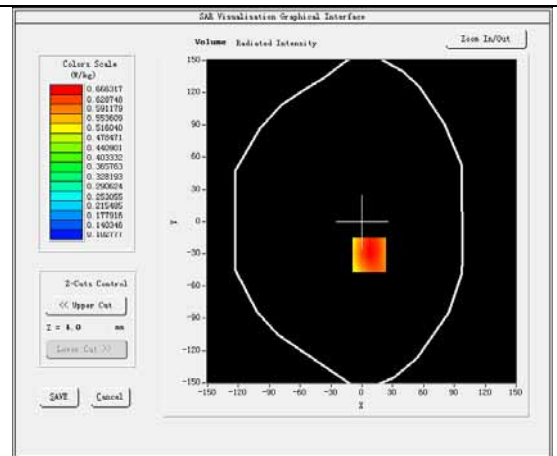 SAR Visualisation Graphical Interface
Volume Radiated Intensity
Zoom In/Out
Colors Scale
(W/kg)
0.666317
0.628748
0.591179
0.553609
0.516040
0.478471
0.440901
0.403332
0.365763
0.328193
0.290624
0.253055
0.215485
0.177916
0.140346
150
120
90
60
30
0
-30
-60
-90
-120
-150
Y
-150 -120 -90 -60 -30 0 30 60 90 120 150
X
Z-Cuts Control
<< Upper Cut
Z = 4.0 mm
Lower Cut >>
SAVE Cancel